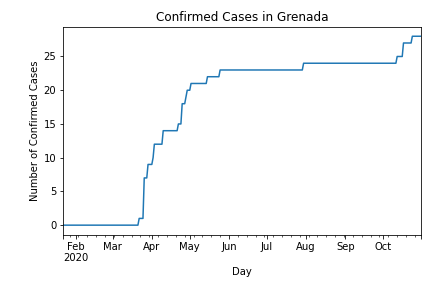 Confirmed Cases in Grenada
Number of Confirmed Cases
25
20
15
10
5
0
Feb Mar Apr May Jun Jul Aug Sep Oct
2020
Day